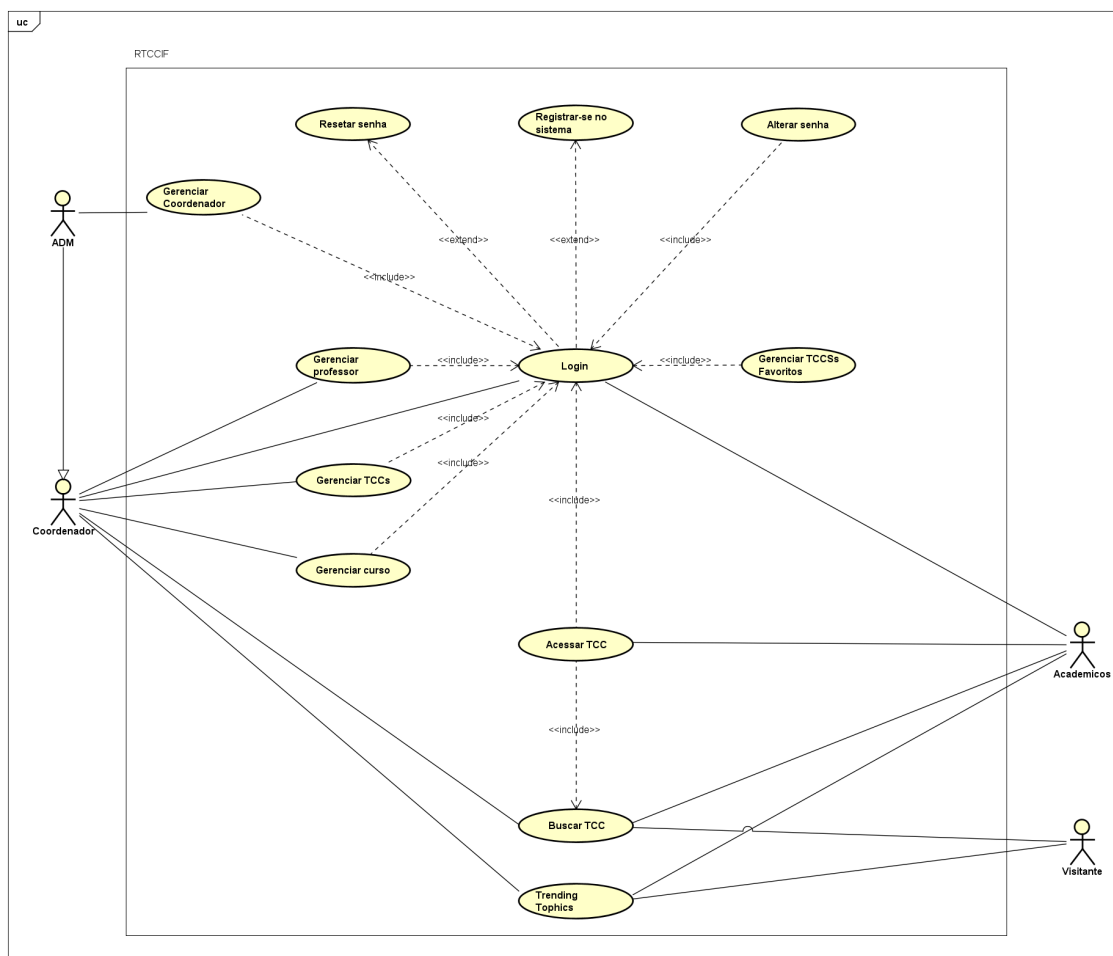 uc
RTCCIF
Resetar senha
Registrar-se no
sistema
Alterar senha
Gerenciar
Coordenador
ADM
<<extend>>
<<extend>>
<<include>>
<<include>>
Gerenciar
professor
<<include>>
Login
<<include>>
Gerenciar TCCSs
Favoritos
<<include>>
<<include>>
Gerenciar TCCs
<<include>>
Coordenador
Gerenciar curso
Acessar TCC
Academicos
<<include>>
Buscar TCC
Visitante
Trending
Tophics